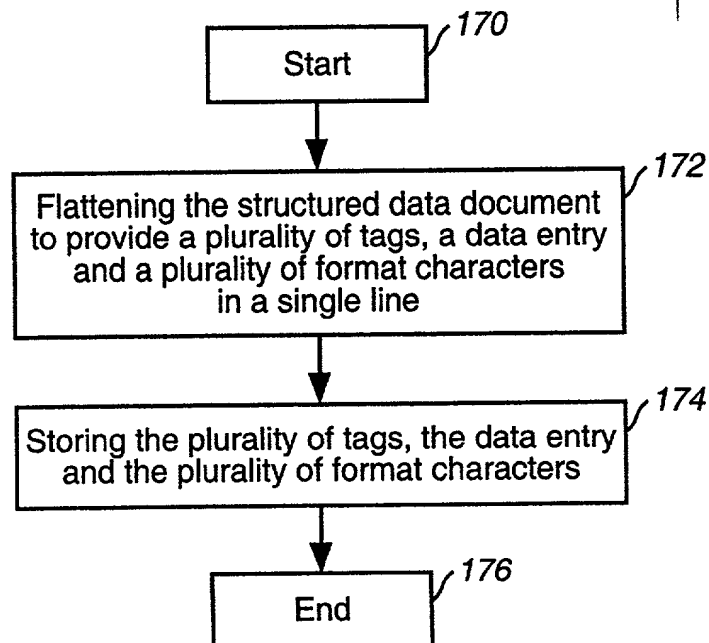 170
Start
172
Flattening the structured data document
to provide a plurality of tags, a data entry
and a plurality of format characters
in a single line
174
Storing the plurality of tags, the data entry
and the plurality of format characters
176
End